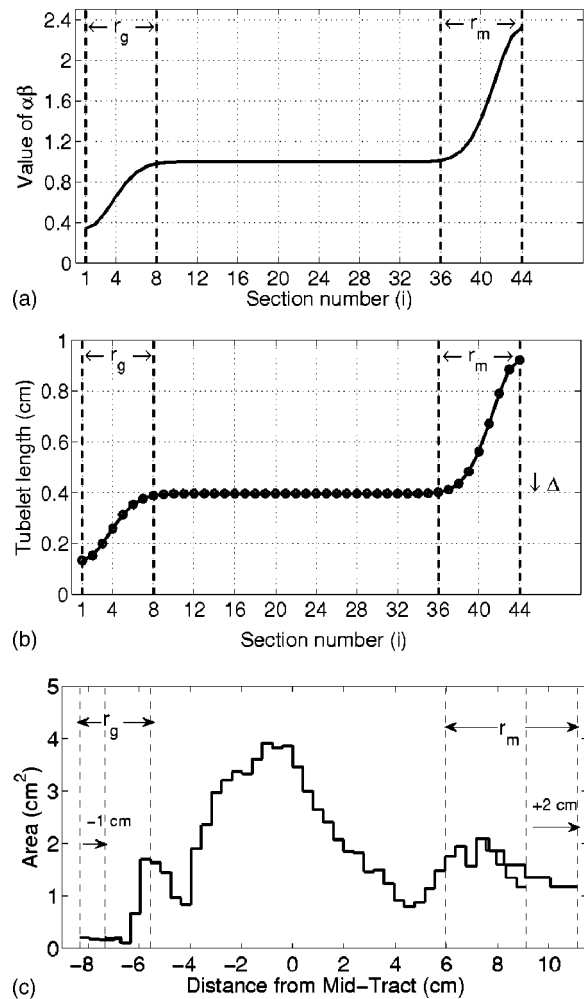 2.4
r_g
r_m
2
1.6
1.2
0.8
0.4
0
Value of αβ
1 4 8 12 16 20 24 28 32 36 40 44
Section number (i)
(a)
1
r_g
r_m
0.8
0.6
0.4
0.2
0
Tubelet length (cm)
↓ Δ
1 4 8 12 16 20 24 28 32 36 40 44
Section number (i)
(b)
5
r_g
r_m
4
3
2
1
0
Area (cm²)
−1 cm
+2 cm
−8 −6 −4 −2 0 2 4 6 8 10
Distance from Mid−Tract (cm)
(c)